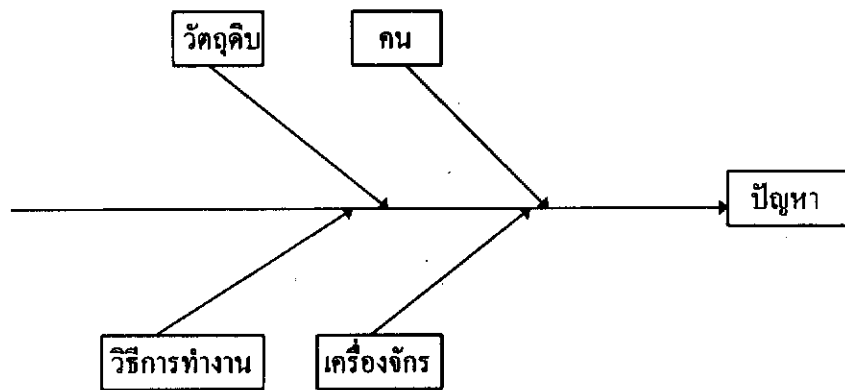 วัตถุดิบ
คน
ปัญหา
วิธีการทำงาน
เครื่องจักร